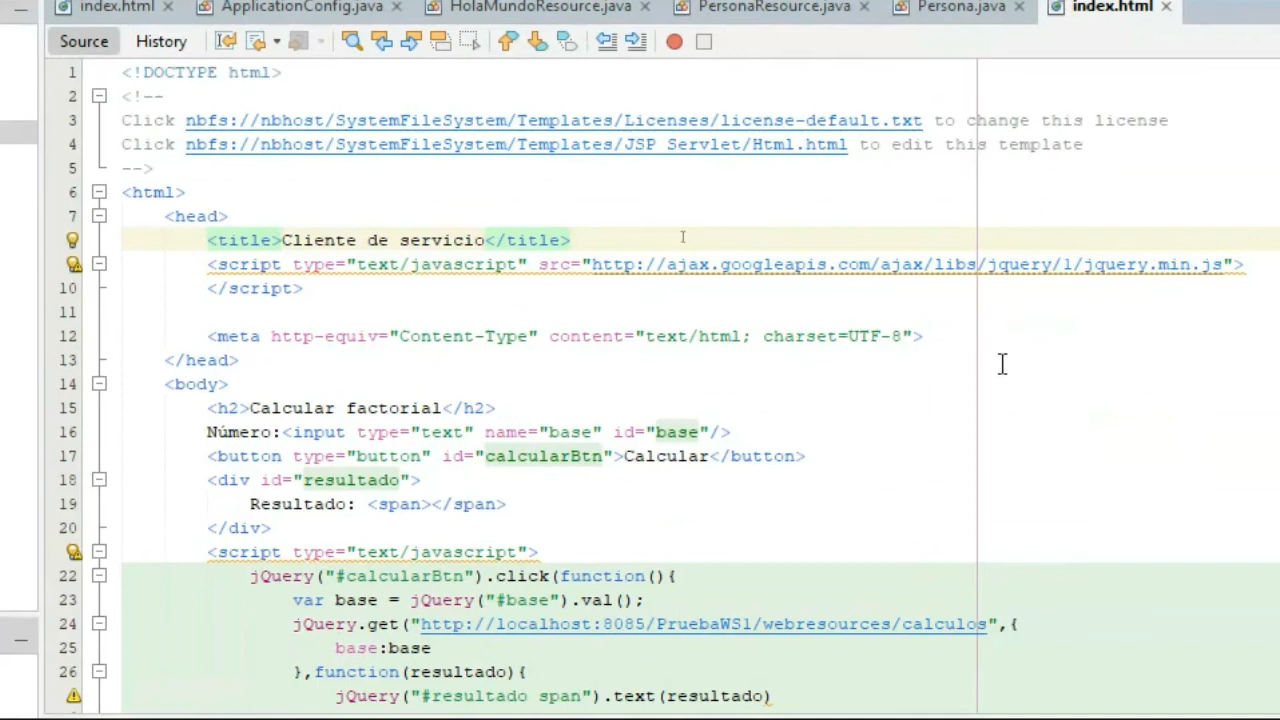 index.html ApplicationConfig.java HolaMundoResource.java PersonaResource.java Persona.java index.html
Source History
1 <!DOCTYPE html>
2 <!--
3 Click nbfs://nbhost/SystemFileSystem/Templates/Licenses/license-default.txt to change this license
4 Click nbfs://nbhost/SystemFileSystem/Templates/JSP_Servlet/Html.html to edit this template
5 -->
6 <html>
7 <head>
<title>Cliente de servicio</title>
<script type="text/javascript" src="http://ajax.googleapis.com/ajax/libs/jquery/1/jquery.min.js">
10 </script>
11
12 <meta http-equiv="Content-Type" content="text/html; charset=UTF-8">
13 </head>
14 <body>
15 <h2>Calcular factorial</h2>
16 Número:<input type="text" name="base" id="base"/>
17 <button type="button" id="calcularBtn">Calcular</button>
18 <div id="resultado">
19 Resultado: <span></span>
20 </div>
<script type="text/javascript">
22 jQuery("#calcularBtn").click(function(){
23 var base = jQuery("#base").val();
24 jQuery.get("http://localhost:8085/PruebaWS1/webresources/calculos",{
25 base:base
26 },function(resultado){
jQuery("#resultado span").text(resultado)